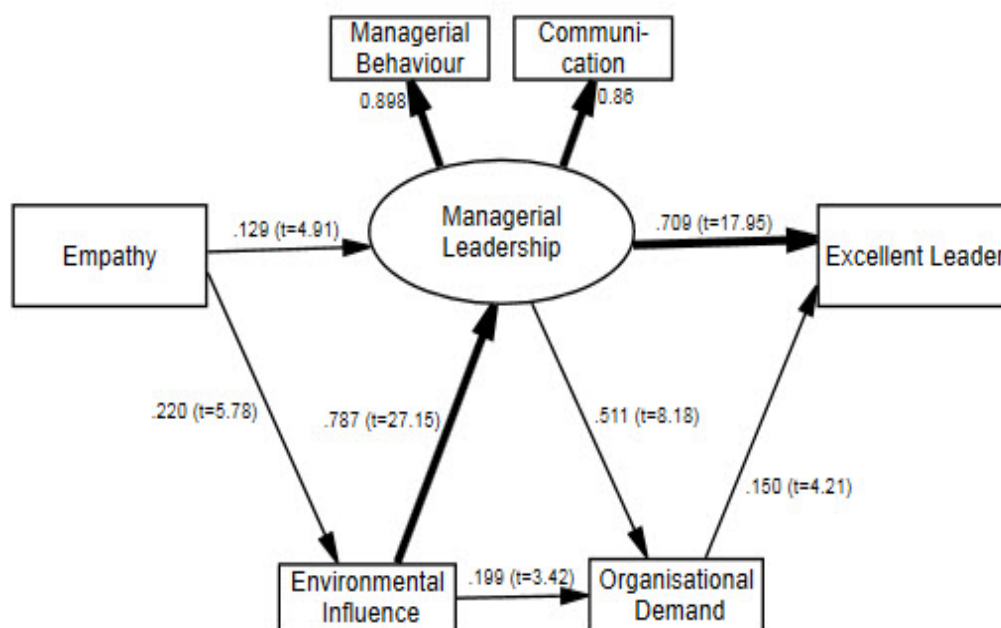 Managerial
Behaviour
Communi-
cation
0.898
0.86
Empathy
.129 (t=4.91)
Managerial
Leadership
.709 (t=17.95)
Excellent Leader
.220 (t=5.78)
.787 (t=27.15)
.511 (t=8.18)
.150 (t=4.21)
Environmental
Influence
.199 (t=3.42)
Organisational
Demand